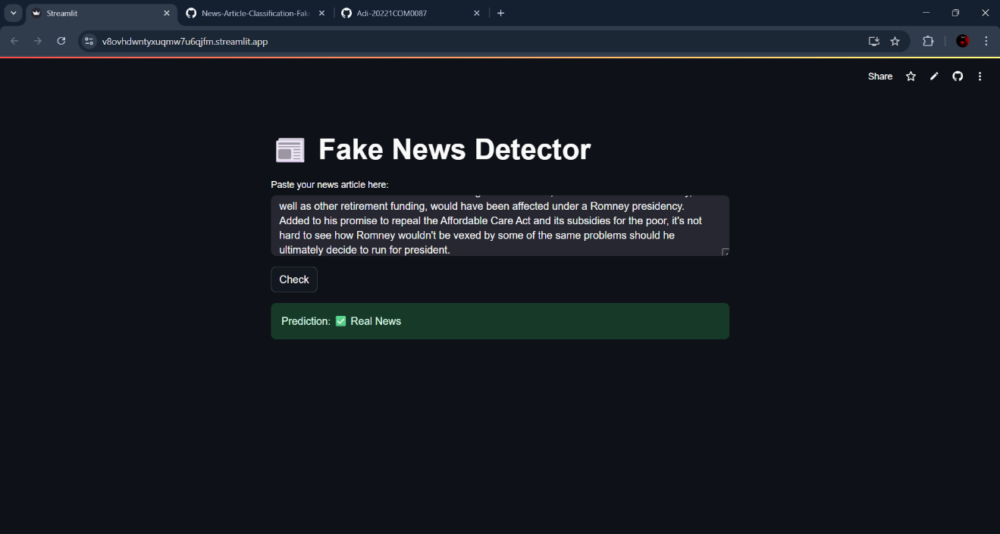 Streamlit
News-Article-Classification-Fak
Adi-20221COM0087
v8ovhdwntyxuqmw7u6qjfm.streamlit.app
Share
Fake News Detector
Paste your news article here:
well as other retirement funding, would have been affected under a Romney presidency.
Added to his promise to repeal the Affordable Care Act and its subsidies for the poor, it's not
hard to see how Romney wouldn't be vexed by some of the same problems should he
ultimately decide to run for president.
Check
Prediction: ✅ Real News